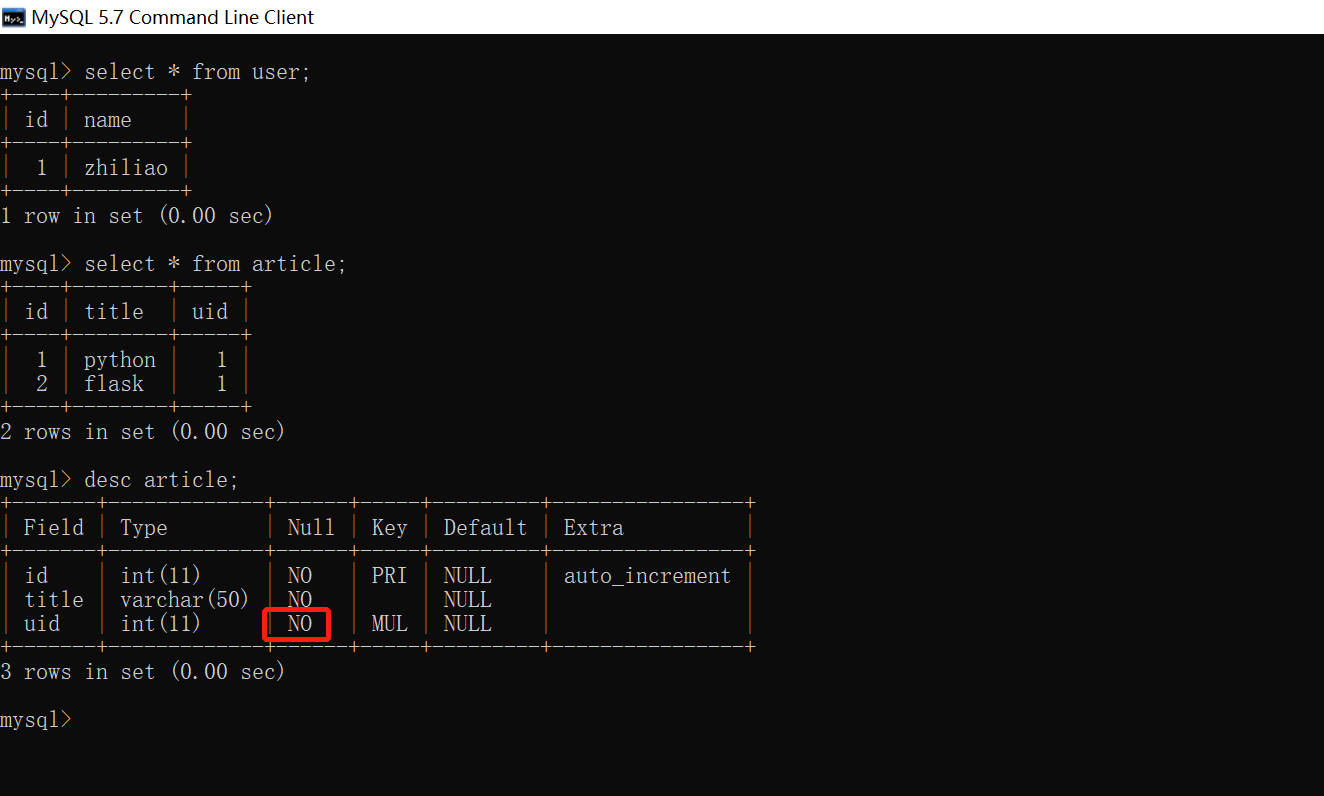 MySQL 5.7 Command Line Client
mysql> select * from user;
+----+---------+
| id | name    |
+----+---------+
|  1 | zhiliao |
+----+---------+
1 row in set (0.00 sec)
mysql> select * from article;
+----+--------+-----+
| id | title  | uid |
+----+--------+-----+
|  1 | python |   1 |
|  2 | flask  |   1 |
+----+--------+-----+
2 rows in set (0.00 sec)
mysql> desc article;
+-------+-------------+------+-----+---------+----------------+
| Field | Type        | Null | Key | Default | Extra          |
+-------+-------------+------+-----+---------+----------------+
| id    | int(11)     | NO   | PRI | NULL    | auto_increment |
| title | varchar(50) | NO   |     | NULL    |                |
| uid   | int(11)     | NO   | MUL | NULL    |                |
+-------+-------------+------+-----+---------+----------------+
3 rows in set (0.00 sec)
mysql>